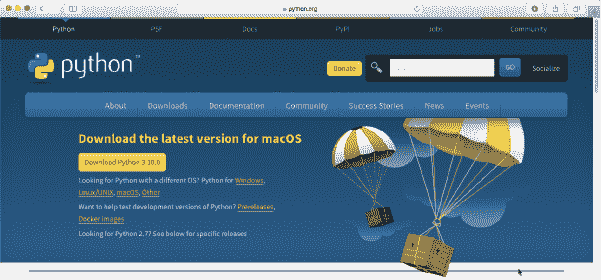 python.org
Python PSF Docs PyPI Jobs Community
python™
Donate
GO
Socialize
About Downloads Documentation Community Success Stories News Events
Download the latest version for macOS
Download Python 3.10.6
Looking for Python with a different OS? Python for Windows,
Linux/UNIX, macOS, Other
Want to help test development versions of Python? Prereleases,
Docker images
Looking for Python 2.7? See below for specific releases